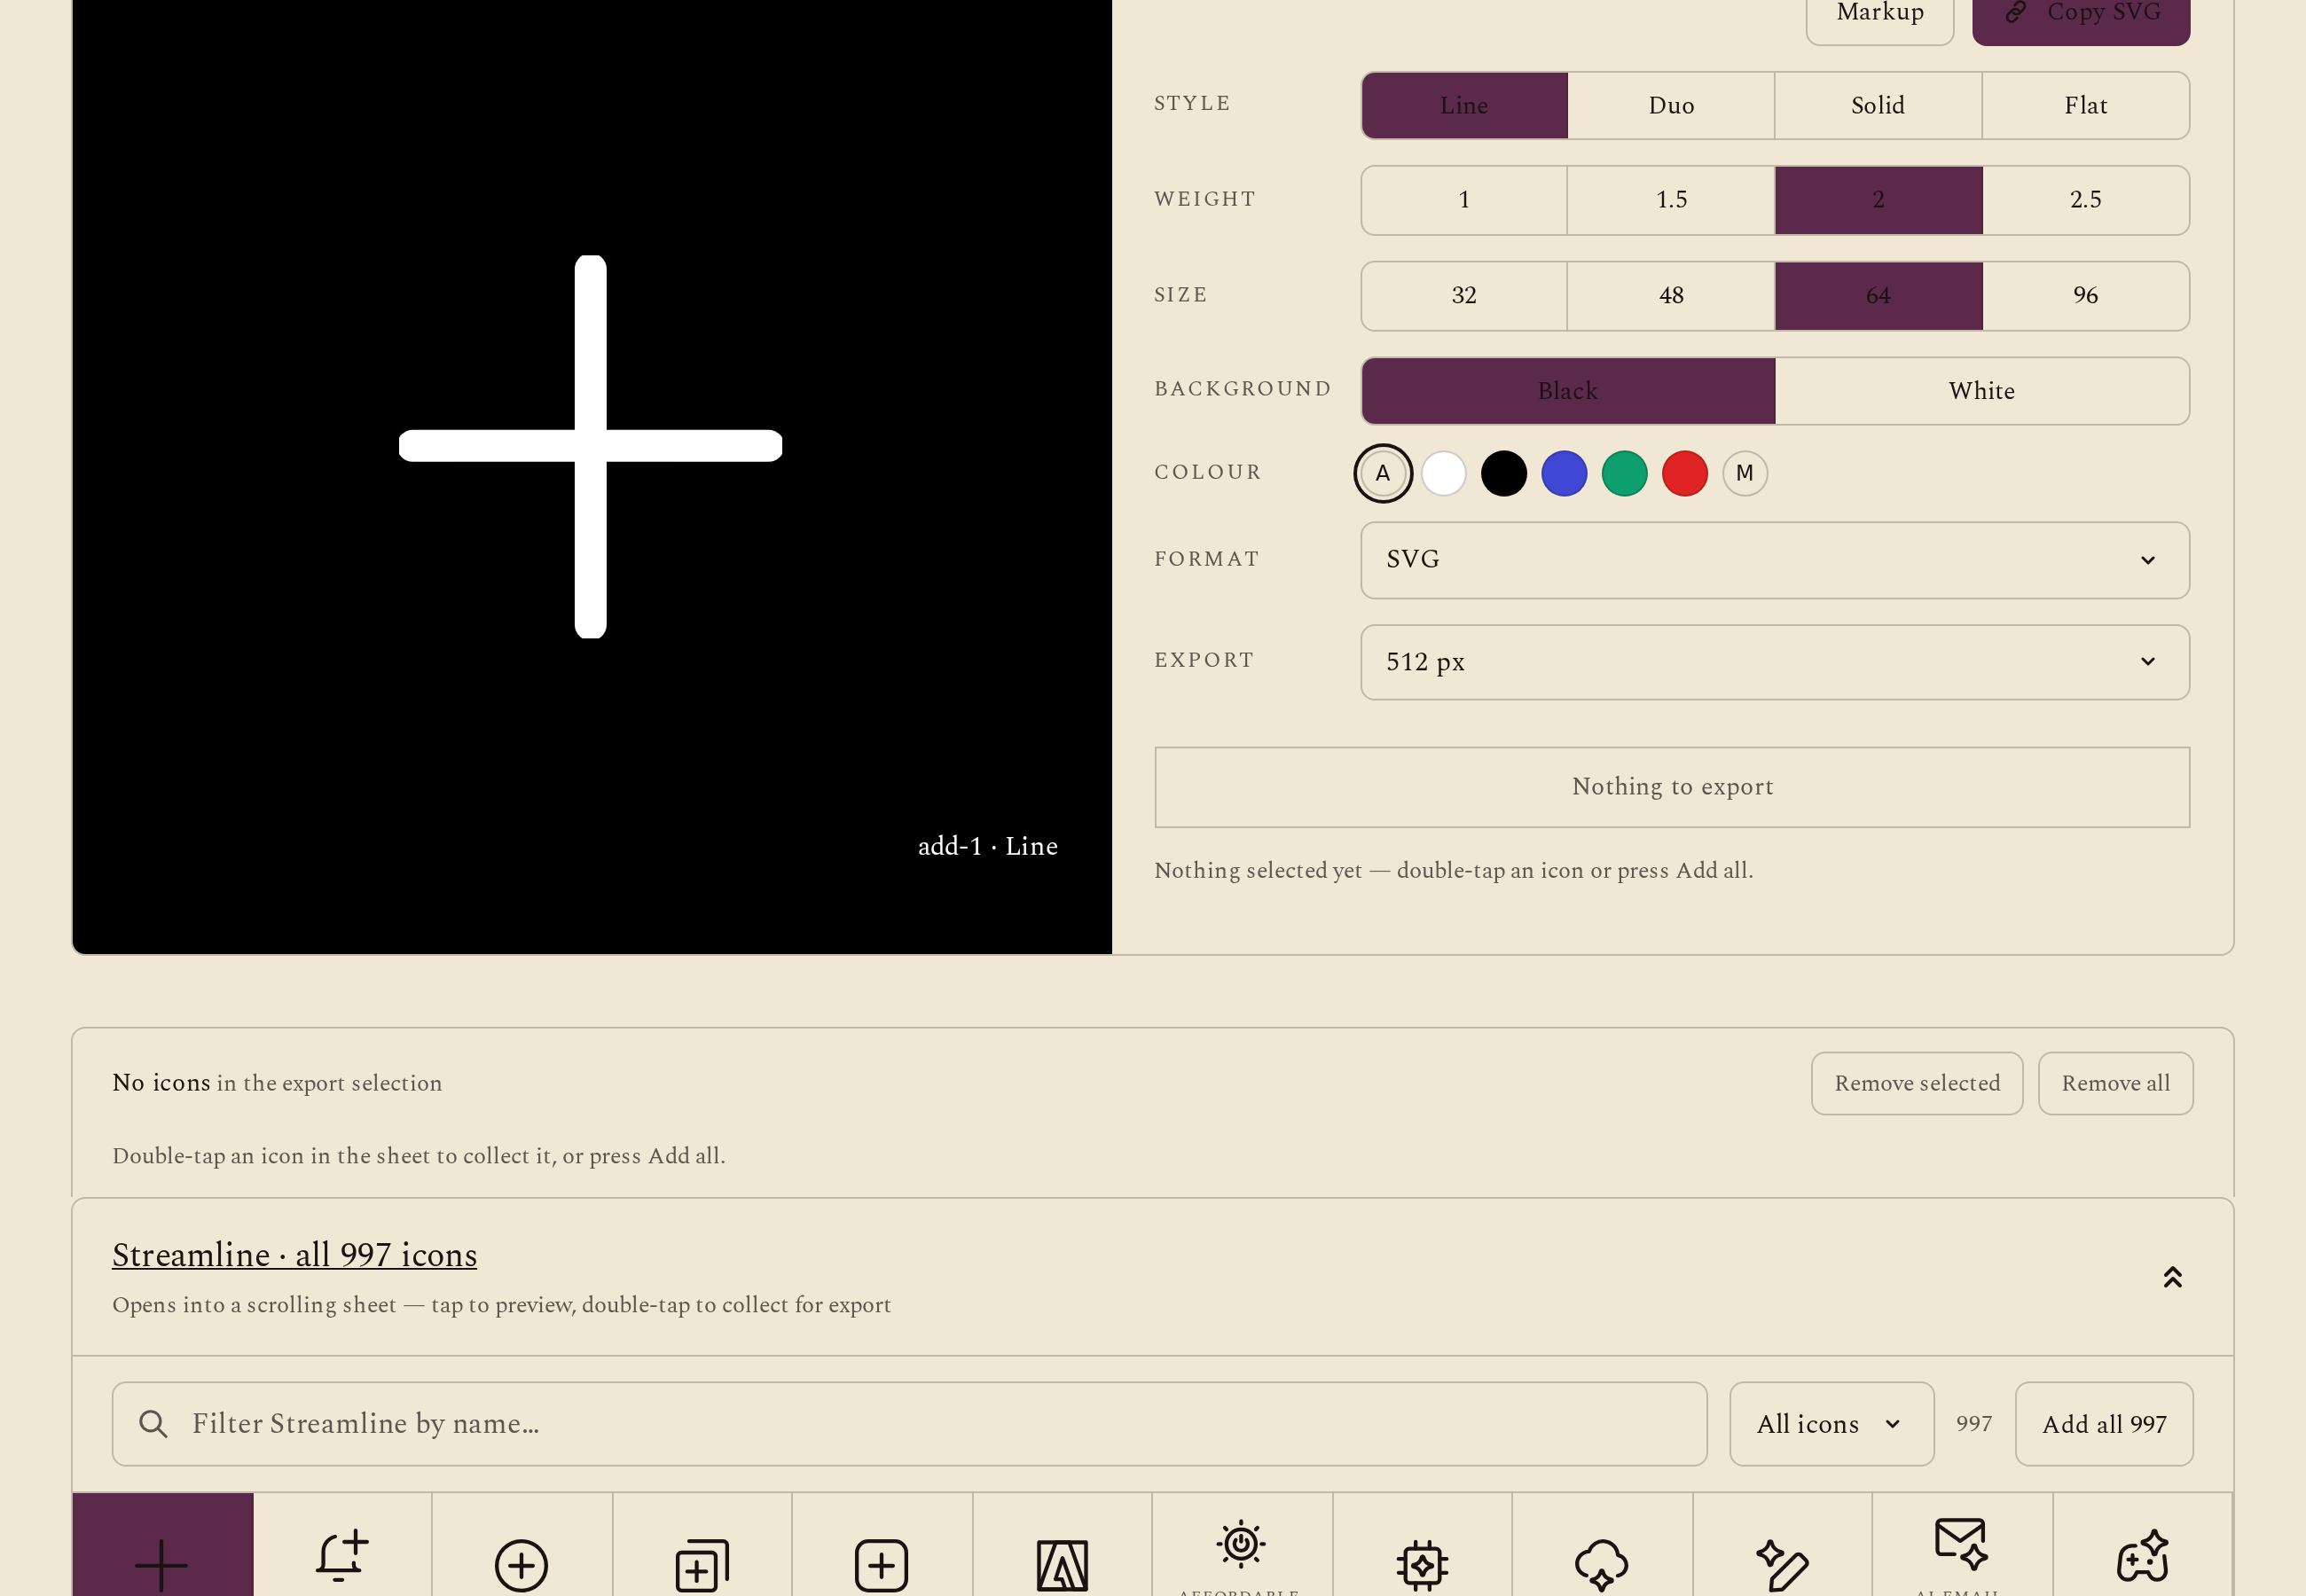 Markup
Copy SVG
STYLE
Line
Duo
Solid
Flat
WEIGHT
1
1.5
2
2.5
SIZE
32
48
64
96
BACKGROUND
Black
White
COLOUR
A
M
FORMAT
SVG
EXPORT
512 px
Nothing to export
add-1 · Line
Nothing selected yet — double-tap an icon or press Add all.
No icons in the export selection
Remove selected
Remove all
Double-tap an icon in the sheet to collect it, or press Add all.
Streamline · all 997 icons
Opens into a scrolling sheet — tap to preview, double-tap to collect for export
Filter Streamline by name...
All icons
997
Add all 997
AFFORDABLE
AI EMAIL